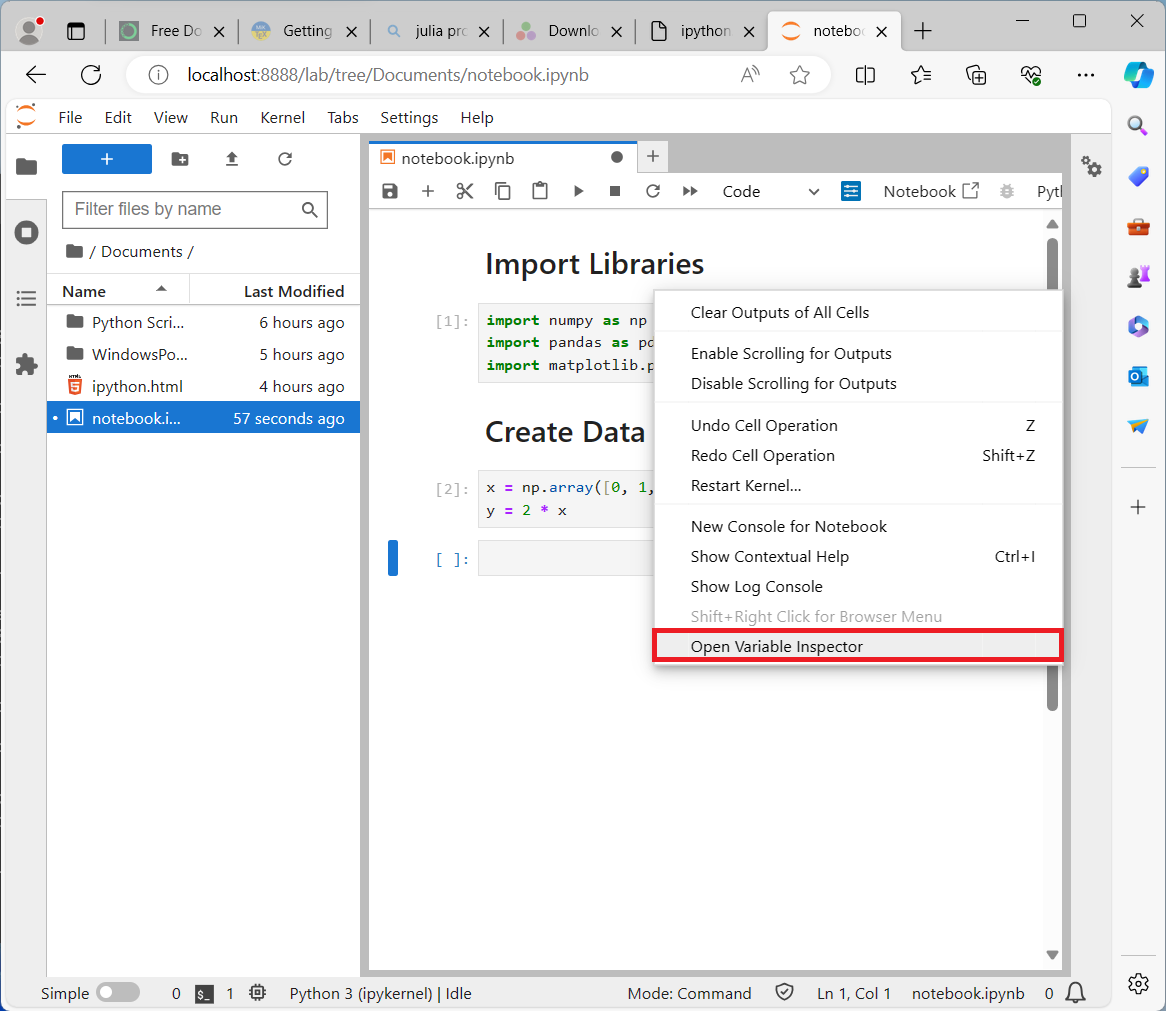 Free Do
Getting
julia pro
Downlo
ipython
noteboo
localhost:8888/lab/tree/Documents/notebook.ipynb
File Edit View Run Kernel Tabs Settings Help
Filter files by name
/ Documents /
Name Last Modified
Python Scri... 6 hours ago
WindowsPo... 5 hours ago
ipython.html 4 hours ago
notebook.i... 57 seconds ago
notebook.ipynb
Code Notebook Pyth
Import Libraries
[1]: import numpy as np
import pandas as pd
import matplotlib.p
Create Data
[2]: x = np.array([0, 1,
y = 2 * x
[ ]:
Clear Outputs of All Cells
Enable Scrolling for Outputs
Disable Scrolling for Outputs
Undo Cell Operation Z
Redo Cell Operation Shift+Z
Restart Kernel...
New Console for Notebook
Show Contextual Help Ctrl+I
Show Log Console
Shift+Right Click for Browser Menu
Open Variable Inspector
Simple 0 $_ 1 Python 3 (ipykernel) | Idle Mode: Command Ln 1, Col 1 notebook.ipynb 0